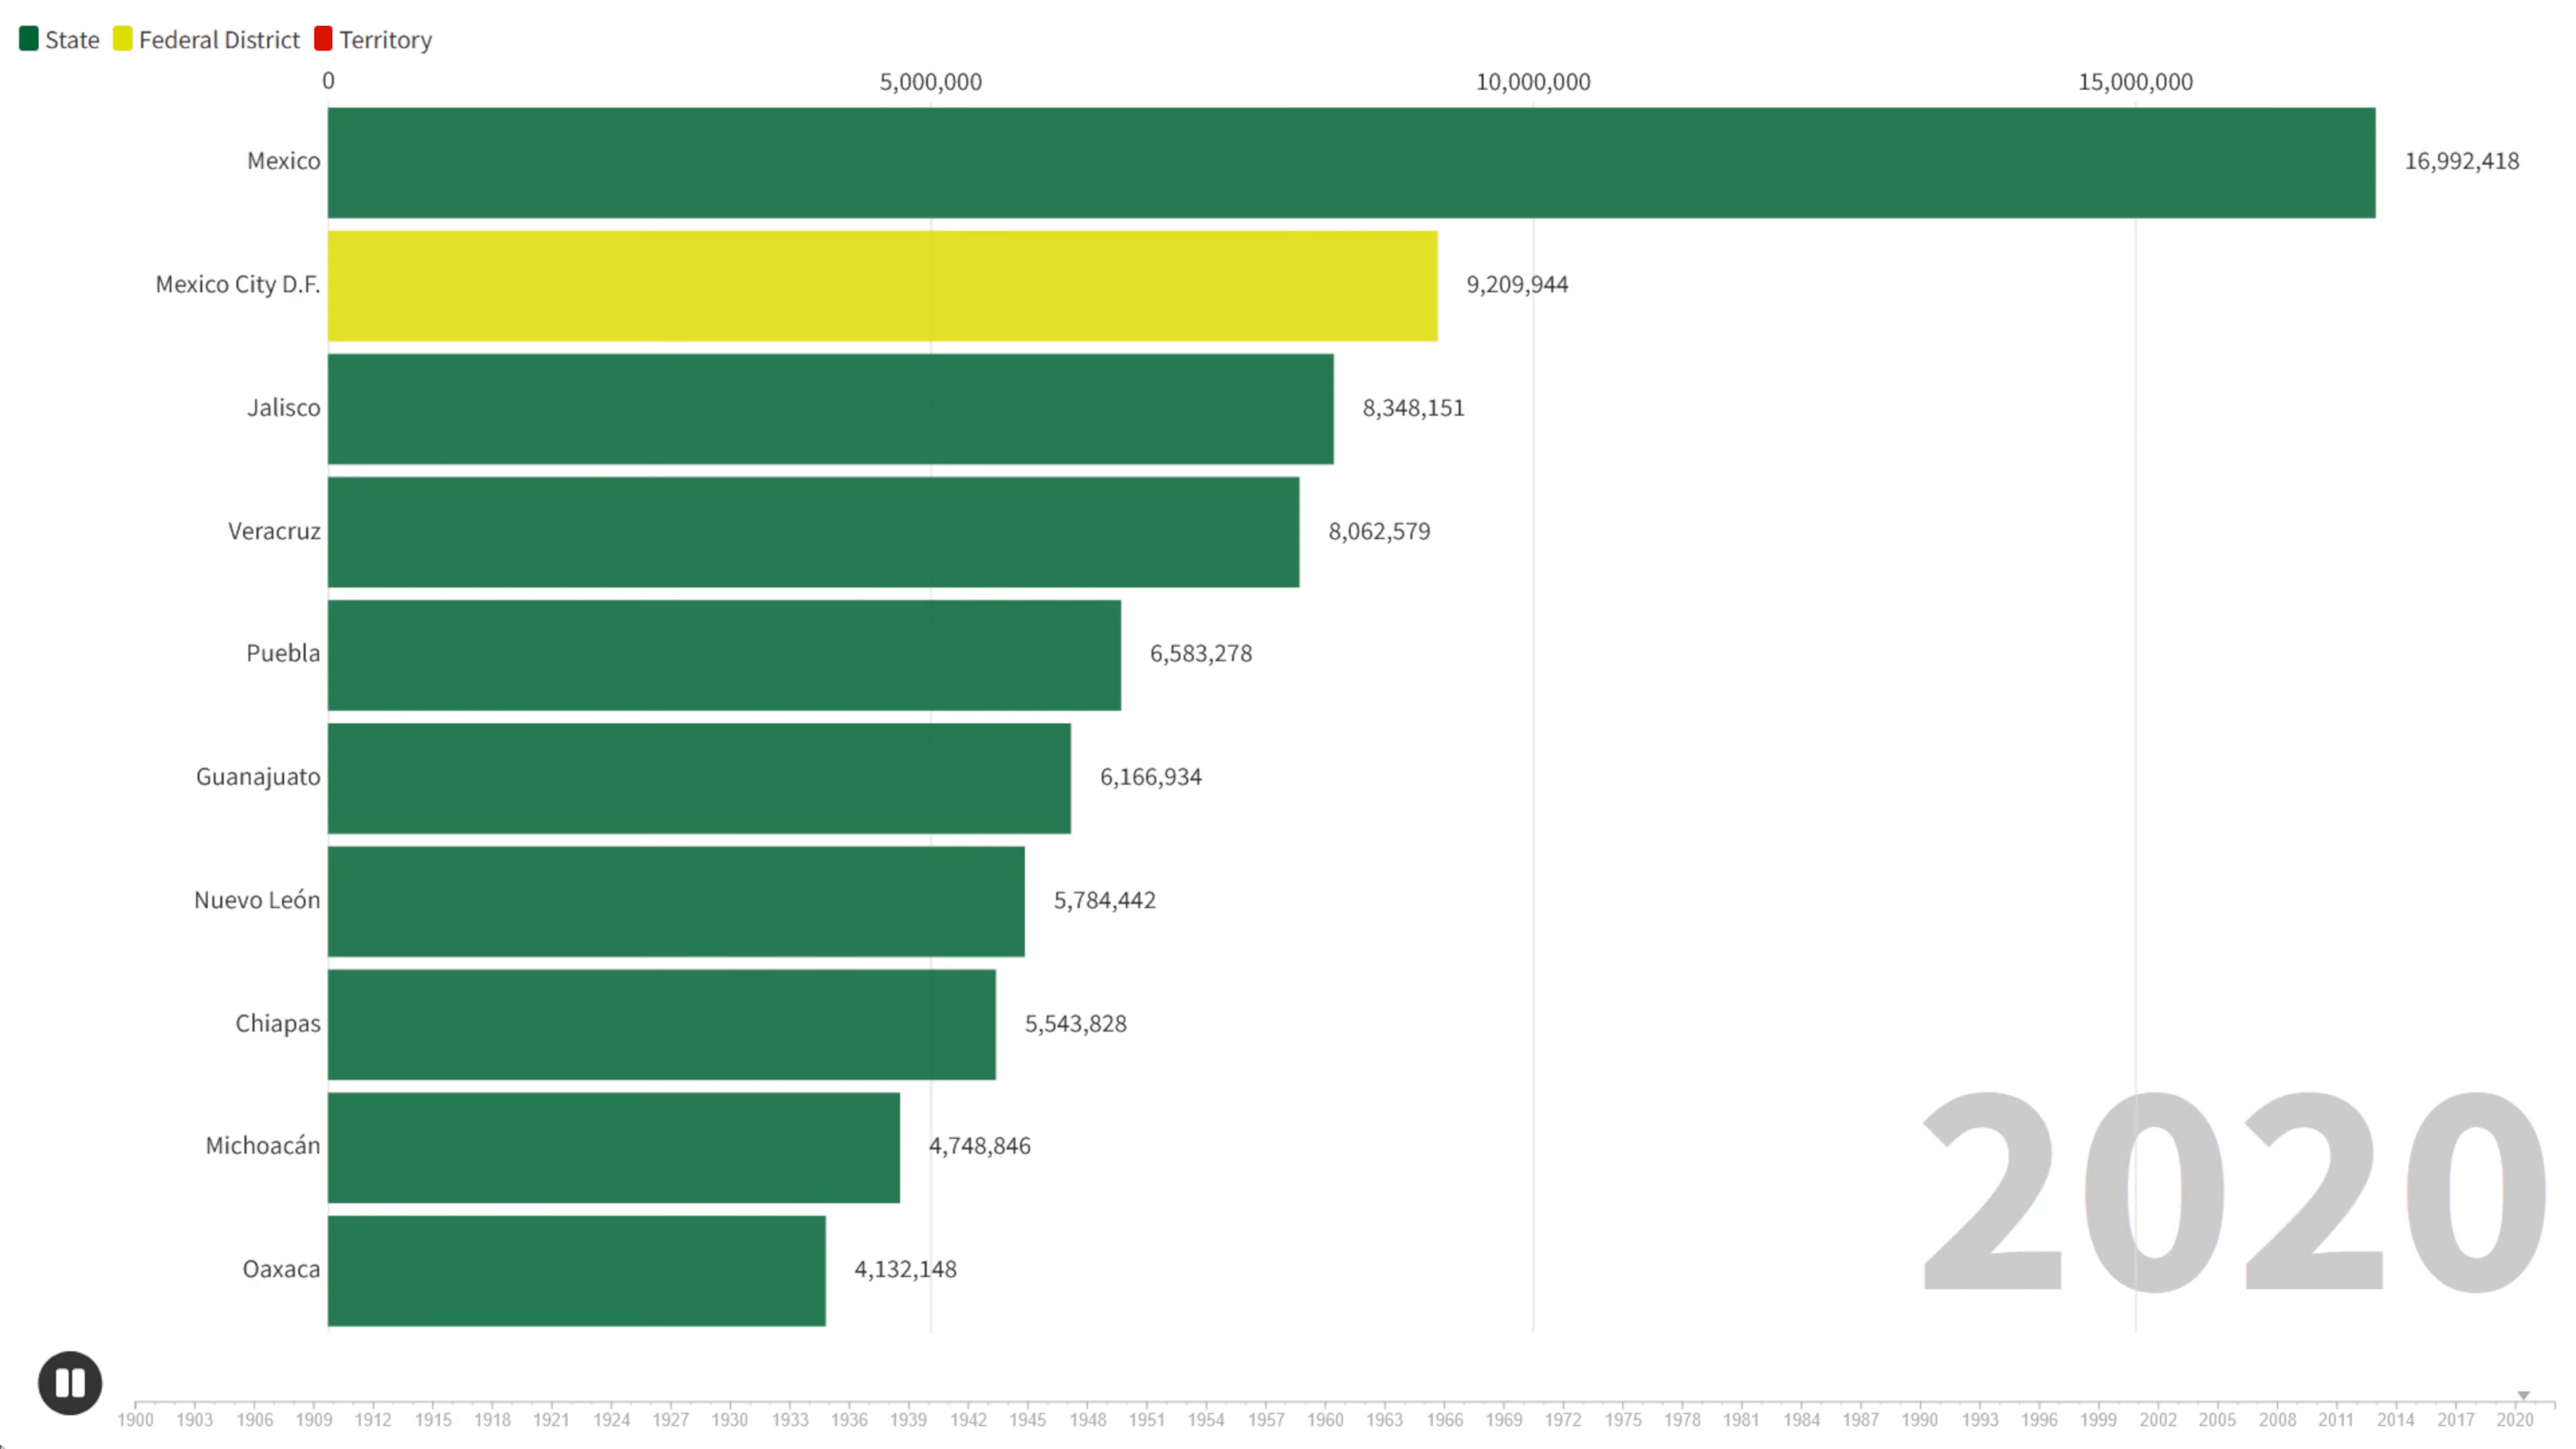 State Federal District Territory
0 5,000,000 10,000,000 15,000,000
Mexico 16,992,418
Mexico City D.F. 9,209,944
Jalisco 8,348,151
Veracruz 8,062,579
Puebla 6,583,278
Guanajuato 6,166,934
Nuevo León 5,784,442
Chiapas 5,543,828
Michoacán 4,748,846
Oaxaca 4,132,148
2020
1900 1903 1906 1909 1912 1915 1918 1921 1924 1927 1930 1933 1936 1939 1942 1945 1948 1951 1954 1957 1960 1963 1966 1969 1972 1975 1978 1981 1984 1987 1990 1993 1996 1999 2002 2005 2008 2011 2014 2017 2020